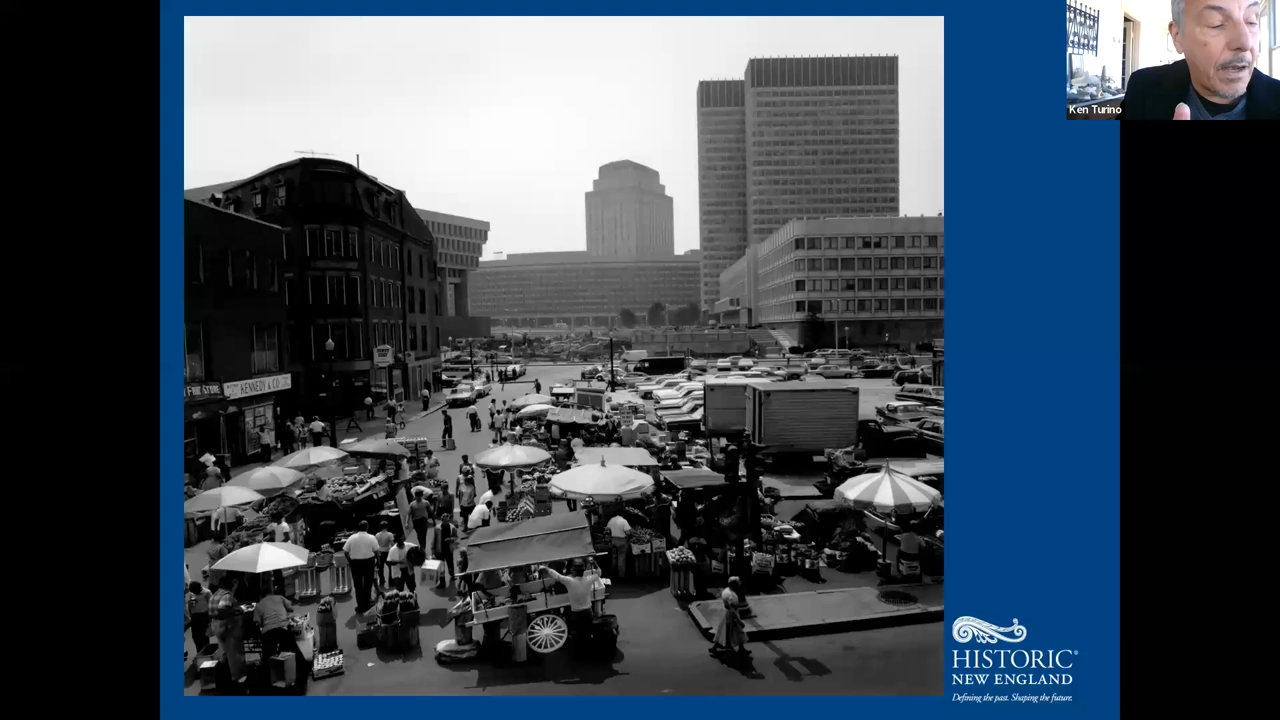 Ken Turino
KENNEDY & CO.
HISTORIC®
NEW ENGLAND
Defining the past. Shaping the future.